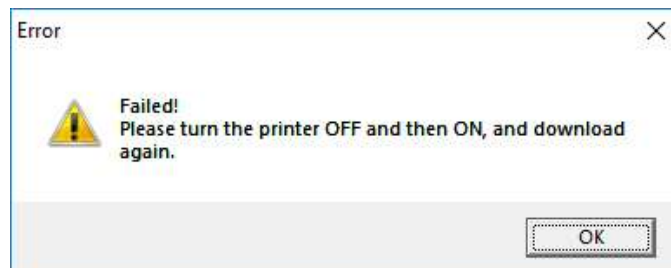 Error
Failed!
Please turn the printer OFF and then ON, and download
again.
OK